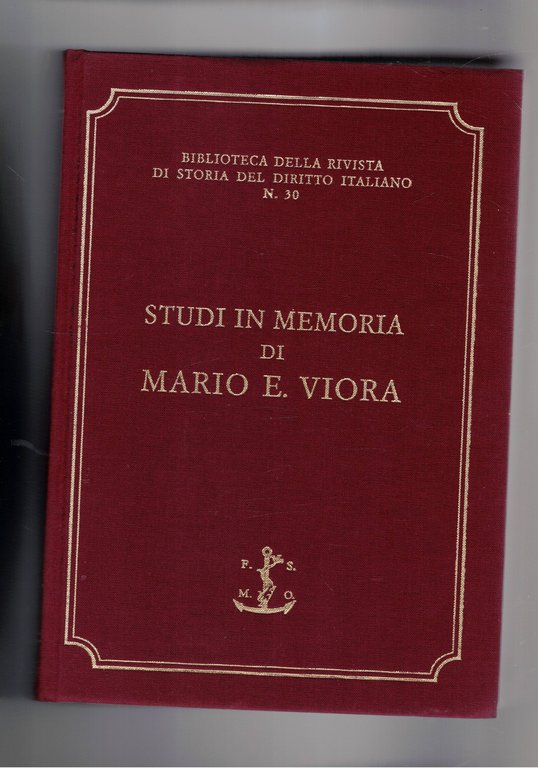 BIBLIOTECA DELLA RIVISTA
DI STORIA DEL DIRITTO ITALIANO
N. 30
STUDI IN MEMORIA
DI
MARIO E. VIORA
F. S.
M. O.